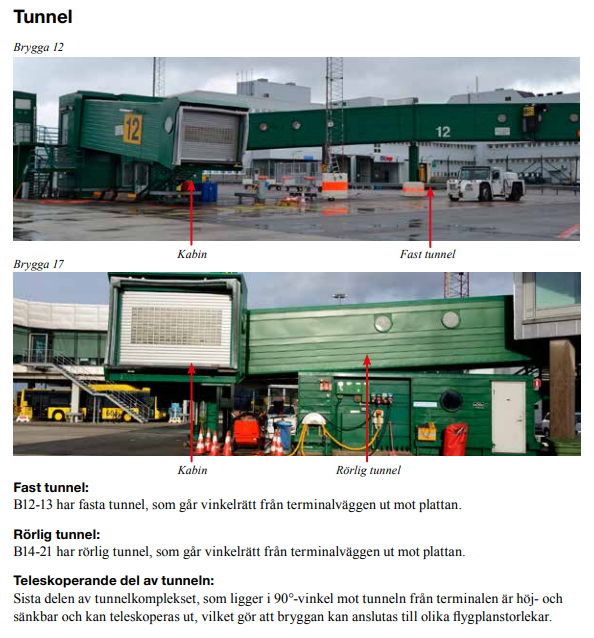 Tunnel
Brygga 12
12
12
Kabin
Fast tunnel
Brygga 17
Kabin
Rörlig tunnel
Fast tunnel:
B12-13 har fasta tunnel, som går vinkelrätt från terminalväggen ut mot plattan.
Rörlig tunnel:
B14-21 har rörlig tunnel, som går vinkelrätt från terminalväggen ut mot plattan.
Teleskoperande del av tunneln:
Sista delen av tunnelkomplekset, som ligger i 90°-vinkel mot tunneln från terminalen är höj- och
sänkbar och kan teleskoperas ut, vilket gör att bryggan kan anslutas till olika flygplanstorlekar.